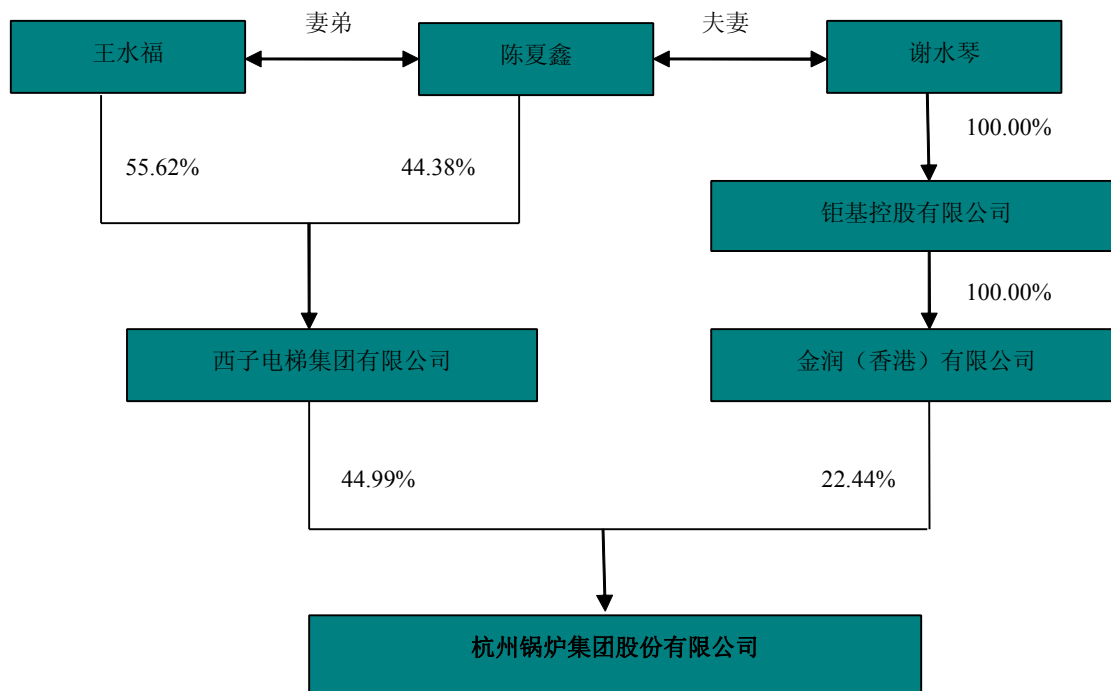 妻弟
夫妻
王水福
陈夏鑫
谢水琴
100.00%
55.62%
44.38%
钜基控股有限公司
100.00%
西子电梯集团有限公司
金润（香港）有限公司
44.99%
22.44%
杭州锅炉集团股份有限公司